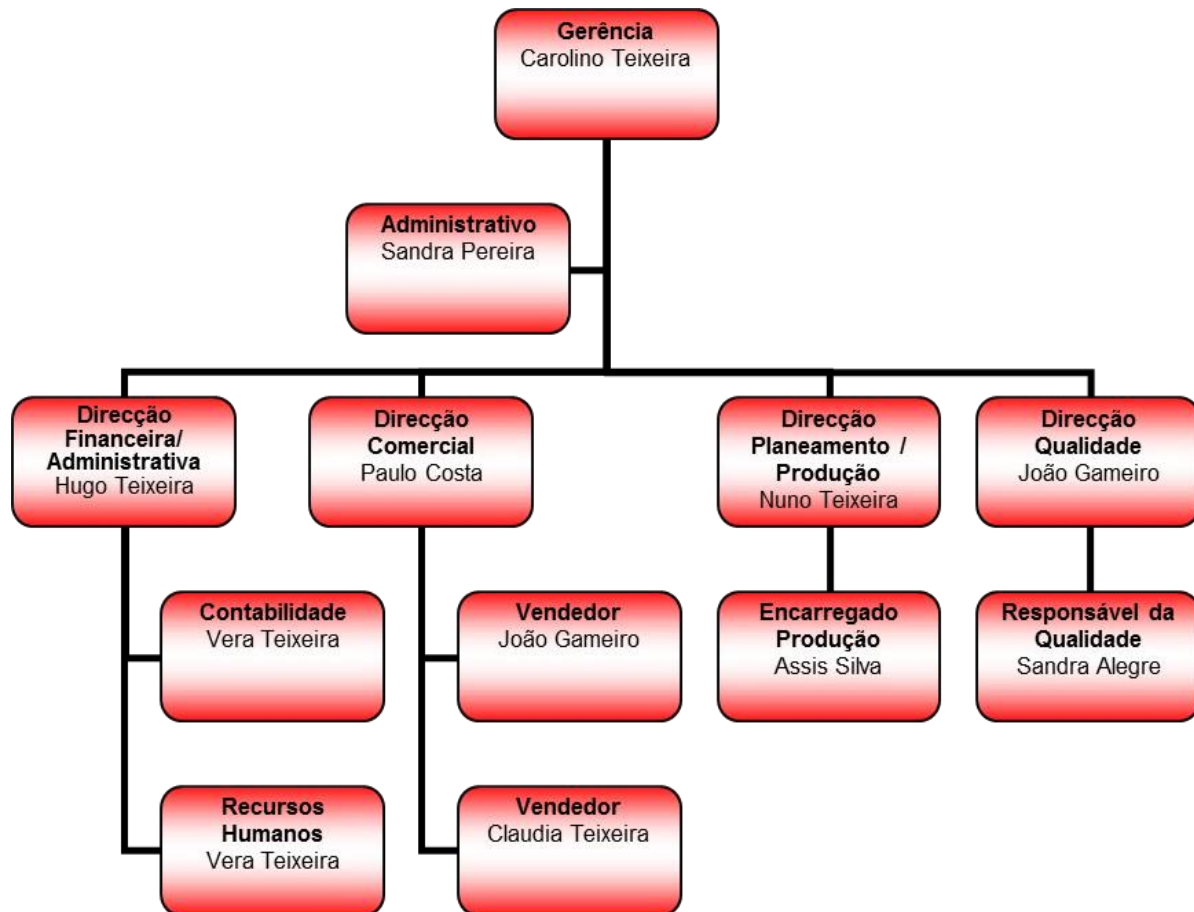 Gerência
Carolino Teixeira
Administrativo
Sandra Pereira
Direcção
Financeira/
Administrativa
Hugo Teixeira
Direcção
Comercial
Paulo Costa
Direcção
Planeamento /
Produção
Nuno Teixeira
Direcção
Qualidade
João Gameiro
Contabilidade
Vera Teixeira
Vendedor
João Gameiro
Encarregado
Produção
Assis Silva
Responsável da
Qualidade
Sandra Alegre
Recursos
Humanos
Vera Teixeira
Vendedor
Claudia Teixeira